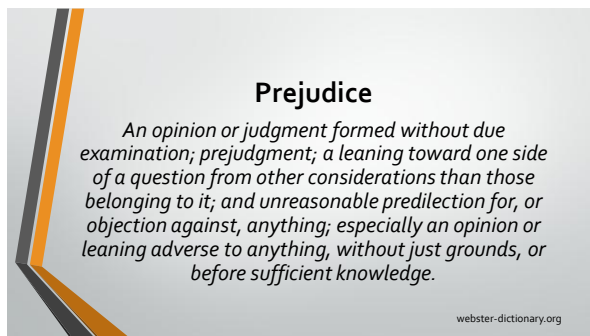 Prejudice
An opinion or judgment formed without due
examination; prejudgment; a leaning toward one side
of a question from other considerations than those
belonging to it; and unreasonable predilection for, or
objection against, anything; especially an opinion or
leaning adverse to anything, without just grounds, or
before sufficient knowledge.
webster-dictionary.org